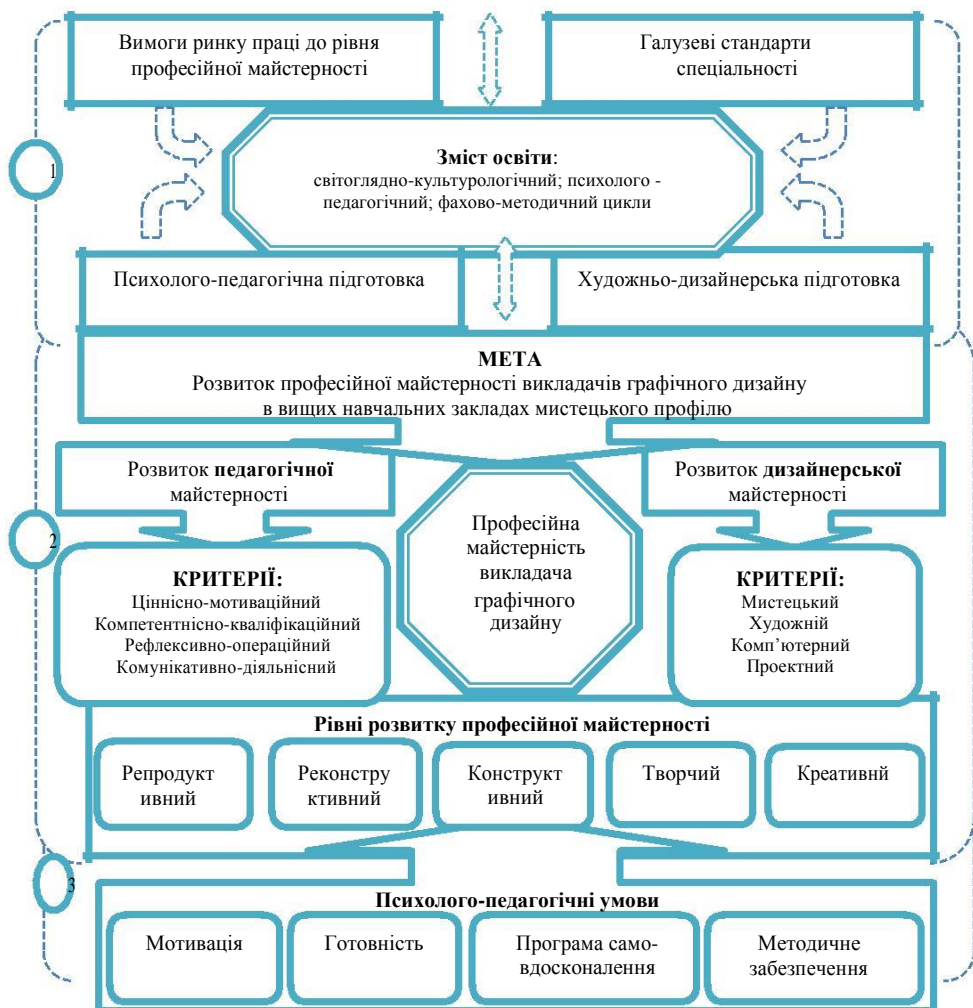 Вимоги ринку праці до рівня
професійної майстерності
Галузеві стандарти
спеціальності
1
Зміст освіти:
світоглядно-культурологічний; психолого -
педагогічний; фахово-методичний цикли
Психолого-педагогічна підготовка
Художньо-дизайнерська підготовка
МЕТА
Розвиток професійної майстерності викладачів графічного дизайну
в вищих навчальних закладах мистецького профілю
Розвиток педагогічної
майстерності
Розвиток дизайнерської
майстерності
2
Професійна
майстерність
викладача
графічного
дизайну
КРИТЕРІЇ:
Ціннісно-мотиваційний
Компетентнісно-кваліфікаційний
Рефлексивно-операційний
Комунікативно-діяльнісний
КРИТЕРІЇ:
Мистецький
Художній
Комп’ютерний
Проектний
Рівні розвитку професійної майстерності
Репродукт
ивний
Реконстру
ктивний
Конструкт
ивний
Творчий
Креативнй
3
Психолого-педагогічні умови
Мотивація
Готовність
Програма само-
вдосконалення
Методичне
забезпечення